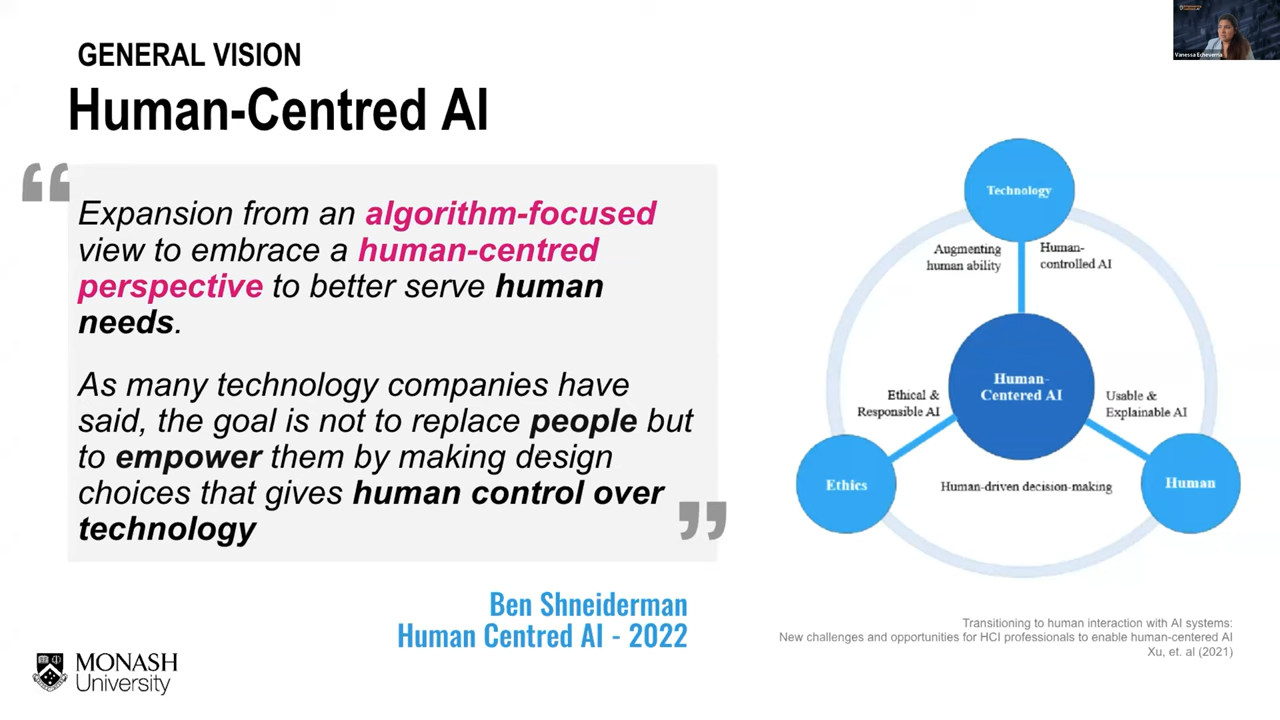 GENERAL VISION
Human-Centred AI
“
Expansion from an algorithm-focused
view to embrace a human-centred
perspective to better serve human
needs.
As many technology companies have
said, the goal is not to replace people but
to empower them by making design
choices that gives human control over
technology
”
Ben Shneiderman
Human Centred AI - 2022
MONASH
University
Vanessa Echeverria
Technology
Augmenting
human ability
Human-
controlled AI
Human-
Centered AI
Ethical &
Responsible AI
Usable &
Explainable AI
Ethics
Human-driven decision-making
Human
Transitioning to human interaction with AI systems:
New challenges and opportunities for HCI professionals to enable human-centered AI
Xu, et. al (2021)